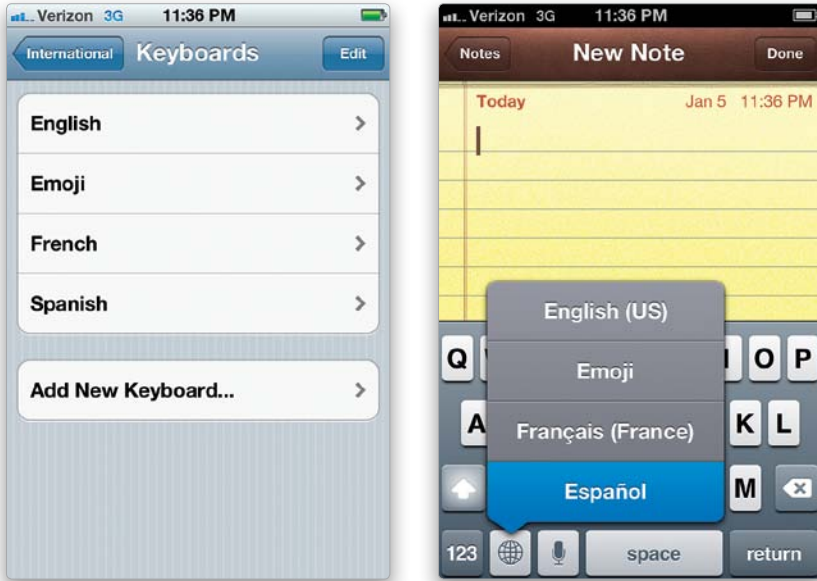 Verizon 3G 11:36 PM
International Keyboards Edit
English
Emoji
French
Spanish
Add New Keyboard...
Verizon 3G 11:36 PM
Notes New Note Done
Today Jan 5 11:36 PM
English (US)
Q O P
Emoji
A Français (France) K L
Español M
123 space return